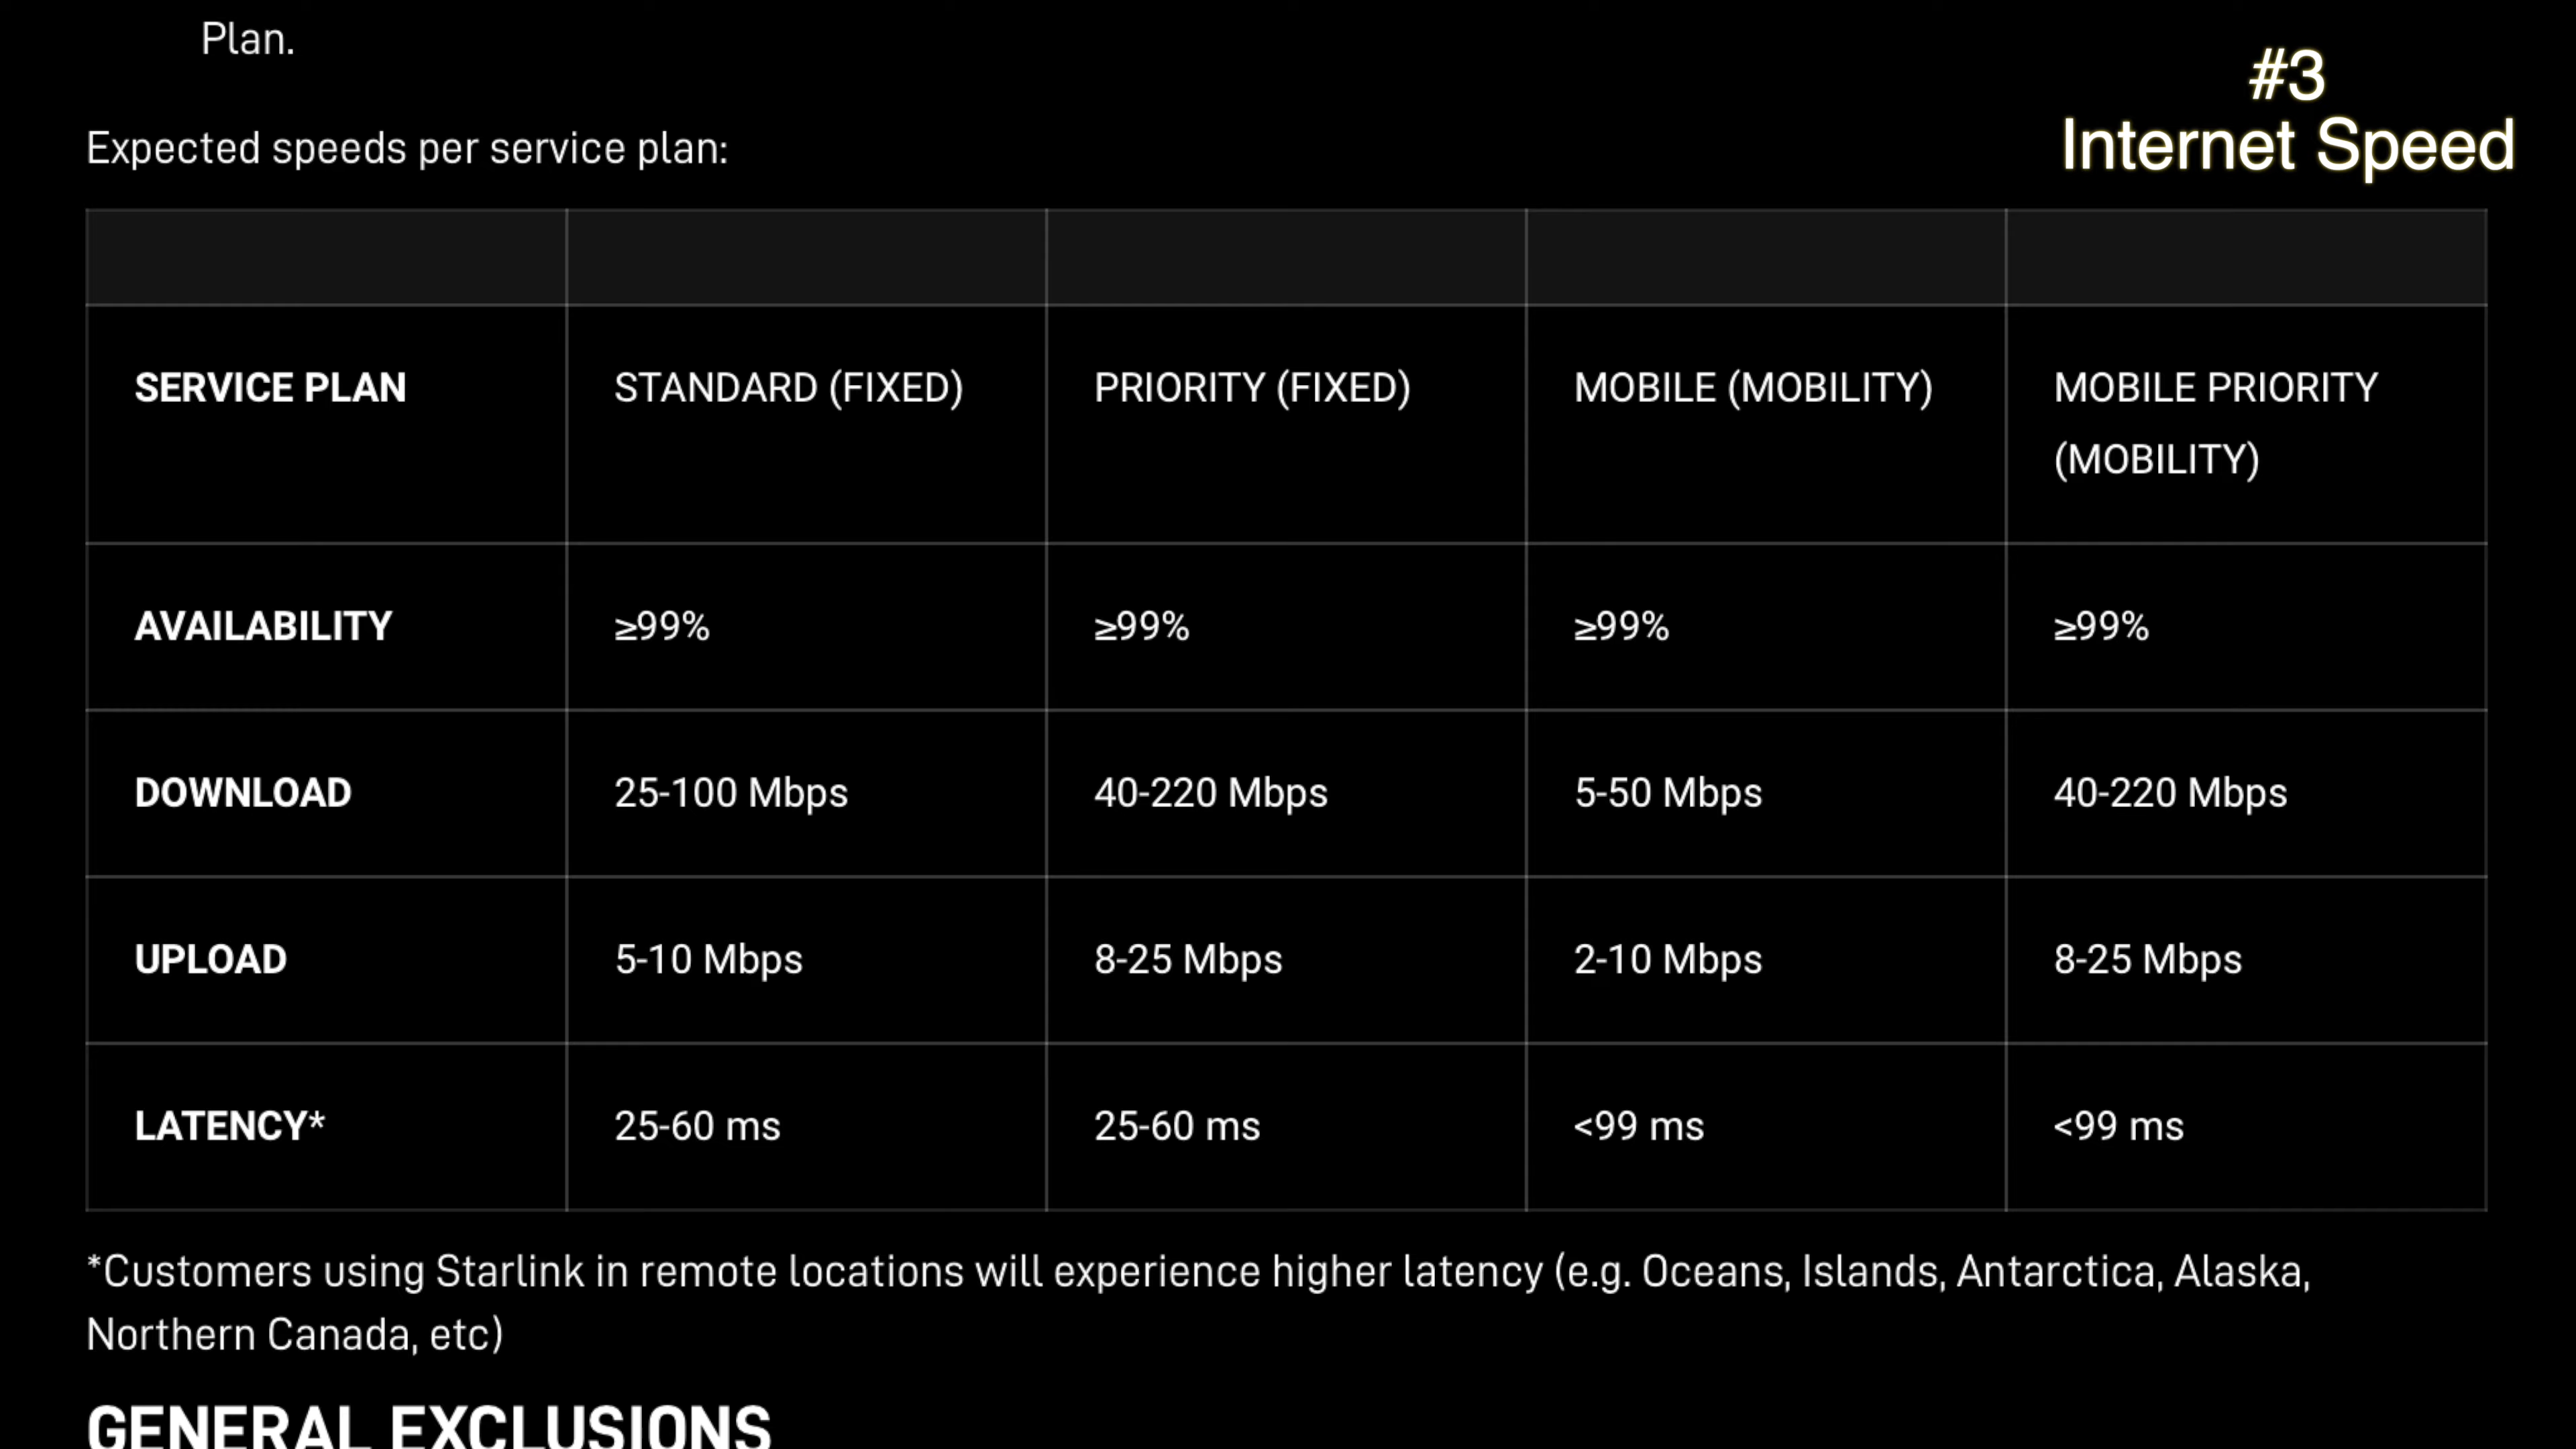 Plan.
#3
Internet Speed
Expected speeds per service plan:
SERVICE PLAN STANDARD (FIXED) PRIORITY (FIXED) MOBILE (MOBILITY) MOBILE PRIORITY
(MOBILITY)
AVAILABILITY ≥99% ≥99% ≥99% ≥99%
DOWNLOAD 25-100 Mbps 40-220 Mbps 5-50 Mbps 40-220 Mbps
UPLOAD 5-10 Mbps 8-25 Mbps 2-10 Mbps 8-25 Mbps
LATENCY* 25-60 ms 25-60 ms <99 ms <99 ms
*Customers using Starlink in remote locations will experience higher latency (e.g. Oceans, Islands, Antarctica, Alaska,
Northern Canada, etc)
GENERAL EXCLUSIONS